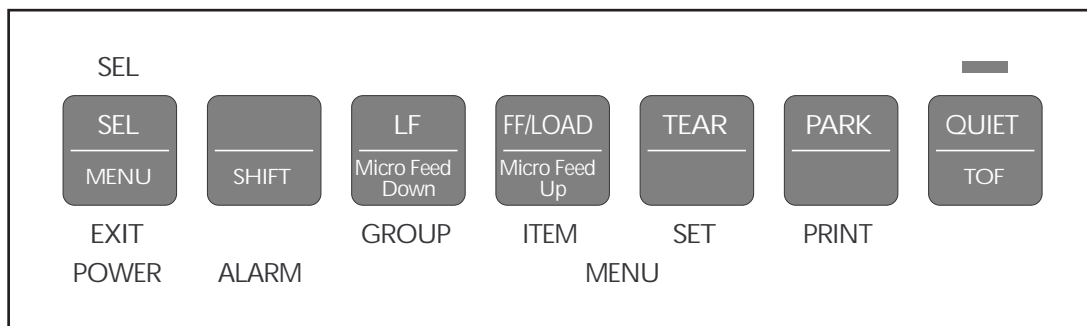 SEL
SEL LF FF/LOAD TEAR PARK QUIET
MENU SHIFT Micro Feed Down Micro Feed Up TOF
EXIT GROUP ITEM SET PRINT
POWER ALARM MENU